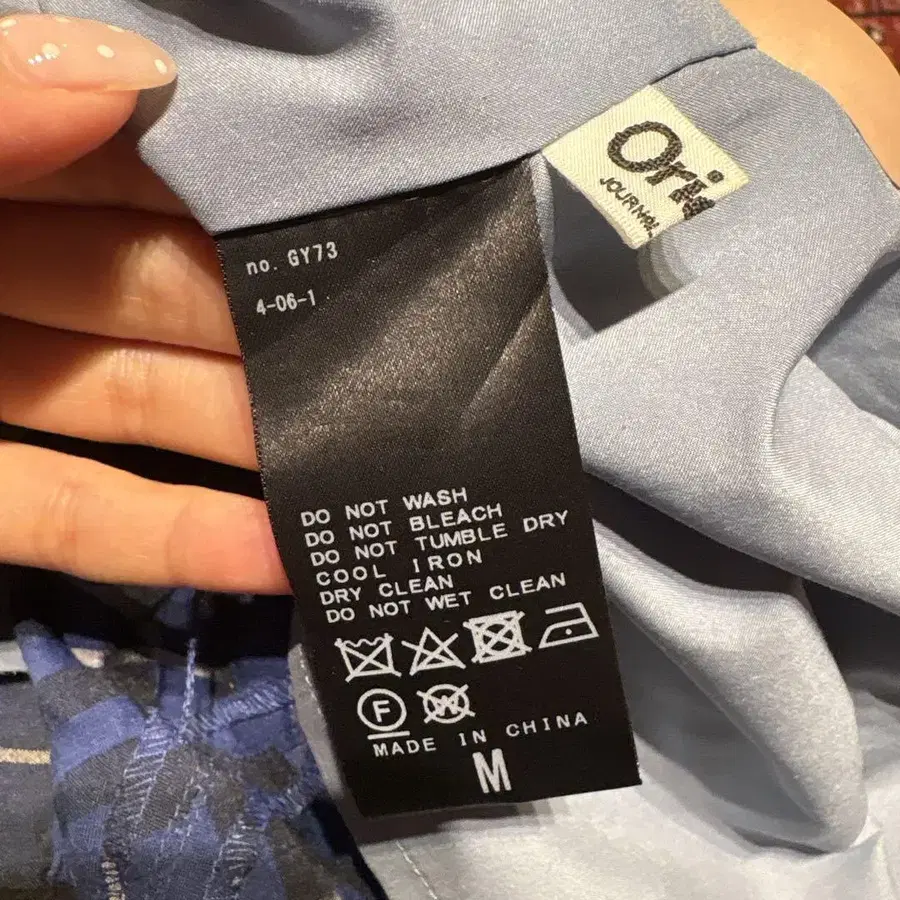 no. GY73
4-06-1
DO NOT WASH
DO NOT BLEACH
DO NOT TUMBLE DRY
COOL IRON
DRY CLEAN
DO NOT WET CLEAN
F W
MADE IN CHINA
M
Ori